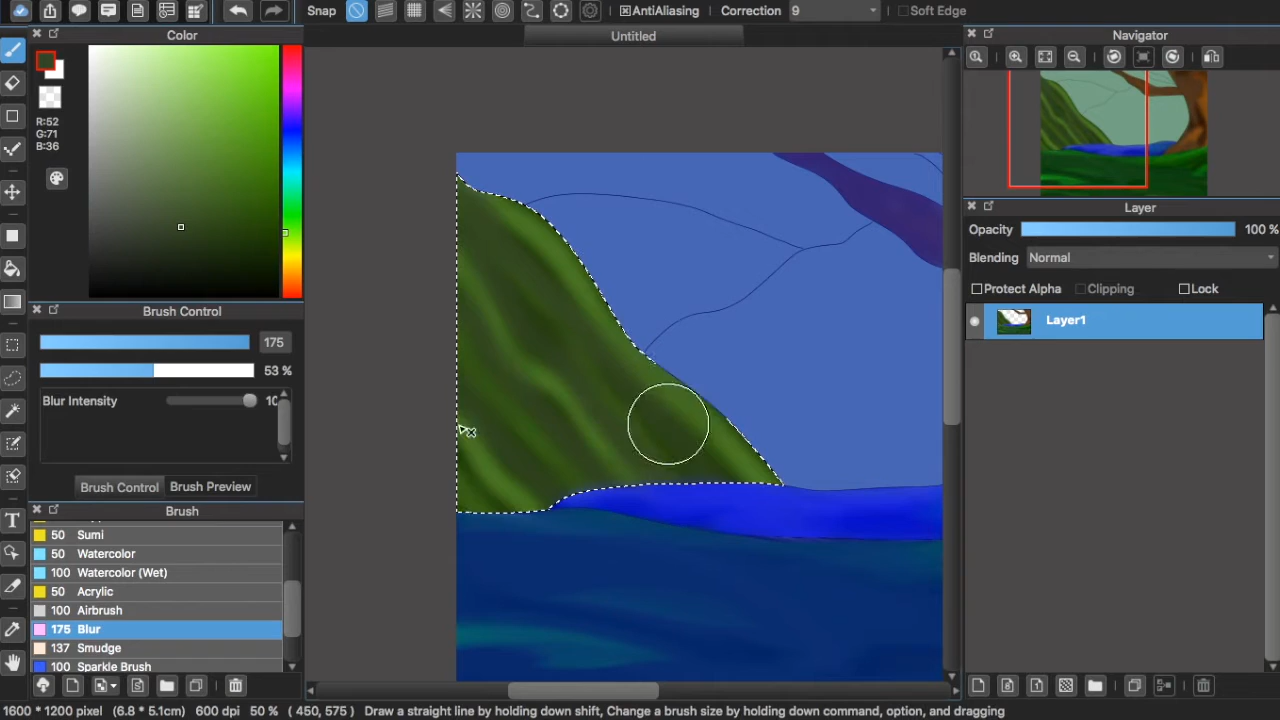 Snap AntiAliasing Correction 9 Soft Edge
Color Untitled Navigator
R:52
G:71
B:36
Layer
Opacity 100 %
Blending Normal
Protect Alpha Clipping Lock
Layer1
Brush Control
175
53 %
Blur Intensity 10
Brush Control Brush Preview
Brush
50 Sumi
50 Watercolor
100 Watercolor (Wet)
50 Acrylic
100 Airbrush
175 Blur
137 Smudge
100 Sparkle Brush
1600 * 1200 pixel (6.8 * 5.1cm) 600 dpi 50 % ( 450, 575 ) Draw a straight line by holding down shift, Change a brush size by holding down command, option, and dragging